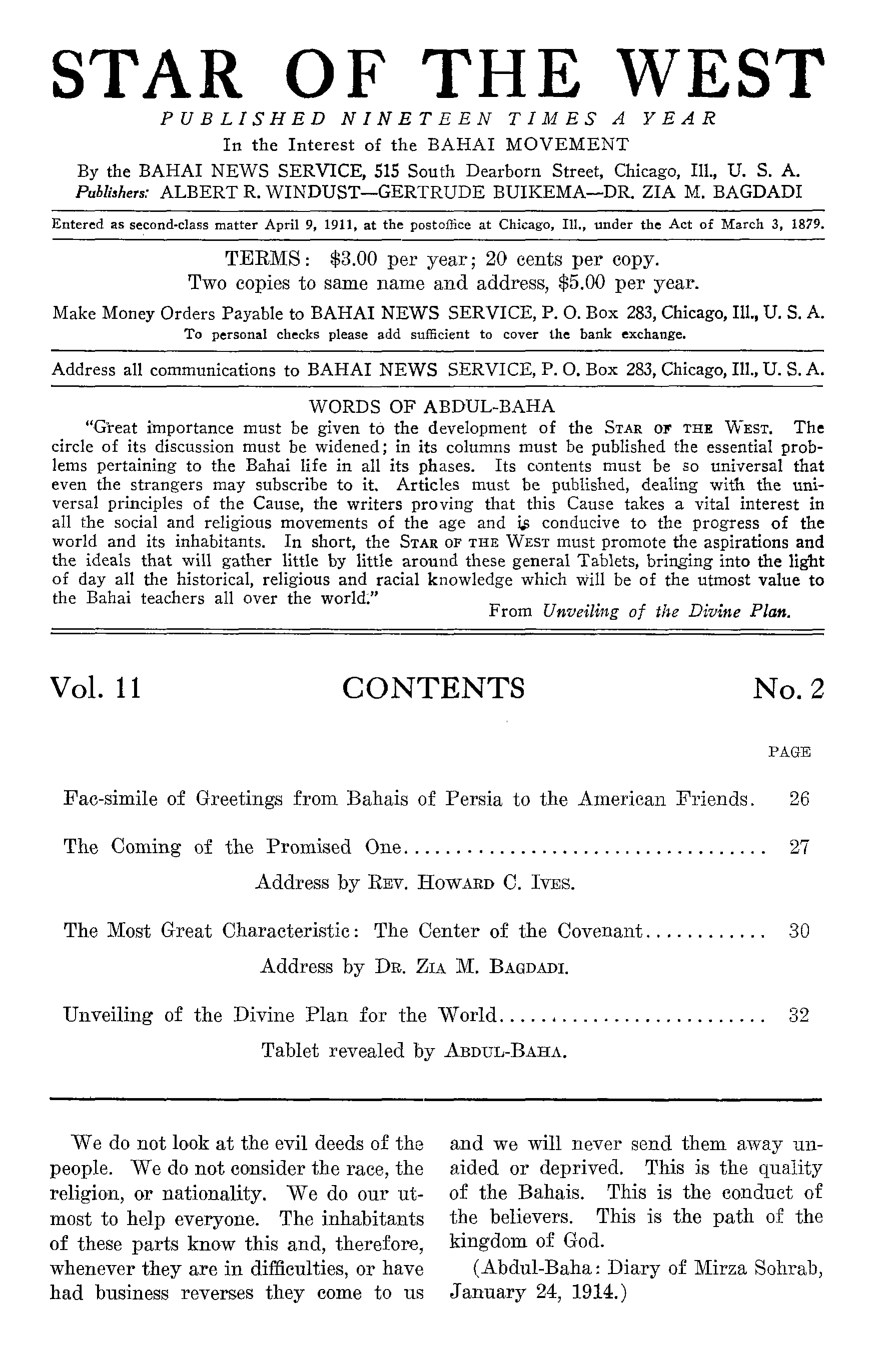 STAR OF THE WEST
PUBLISHED NINETEEN TIMES A YEAR
In the Interest of the BAHAI MOVEMENT
By the BAHAI NEWS SERVICE, 515 South Dearborn Street, Chicago, Ill., U. S. A.
Publishers: ALBERT R. WINDUST—GERTRUDE BUIKEMA—DR. ZIA M. BAGDADI
Entered as second-class matter April 9, 1911, at the postoffice at Chicago, Ill., under the Act of March 3, 1879.
TERMS: $3.00 per year; 20 cents per copy.
Two copies to same name and address, $5.00 per year.
Make Money Orders Payable to BAHAI NEWS SERVICE, P. O. Box 283, Chicago, Ill., U. S. A.
To personal checks please add sufficient to cover the bank exchange.
Address all communications to BAHAI NEWS SERVICE, P. O. Box 283, Chicago, Ill., U. S. A.
WORDS OF ABDUL-BAHA
"Great importance must be given to the development of the STAR OF THE WEST. The
circle of its discussion must be widened; in its columns must be published the essential prob-
lems pertaining to the Bahai life in all its phases. Its contents must be so universal that
even the strangers may subscribe to it. Articles must be published, dealing with the uni-
versal principles of the Cause, the writers proving that this Cause takes a vital interest in
all the social and religious movements of the age and is conducive to the progress of the
world and its inhabitants. In short, the STAR OF THE WEST must promote the aspirations and
the ideals that will gather little by little around these general Tablets, bringing into the light
of day all the historical, religious and racial knowledge which will be of the utmost value to
the Bahai teachers all over the world."
From Unveiling of the Divine Plan.
Vol. 11 CONTENTS No. 2
PAGE
Fac-simile of Greetings from Bahais of Persia to the American Friends. 26
The Coming of the Promised One.................................. 27
Address by REV. HOWARD C. IVES.
The Most Great Characteristic: The Center of the Covenant............ 30
Address by DR. ZIA M. BAGDADI.
Unveiling of the Divine Plan for the World.......................... 32
Tablet revealed by ABDUL-BAHA.
We do not look at the evil deeds of the
people. We do not consider the race, the
religion, or nationality. We do our ut-
most to help everyone. The inhabitants
of these parts know this and, therefore,
whenever they are in difficulties, or have
had business reverses they come to us
and we will never send them away un-
aided or deprived. This is the quality
of the Bahais. This is the conduct of
the believers. This is the path of the
kingdom of God.
(Abdul-Baha: Diary of Mirza Sohrab,
January 24, 1914.)